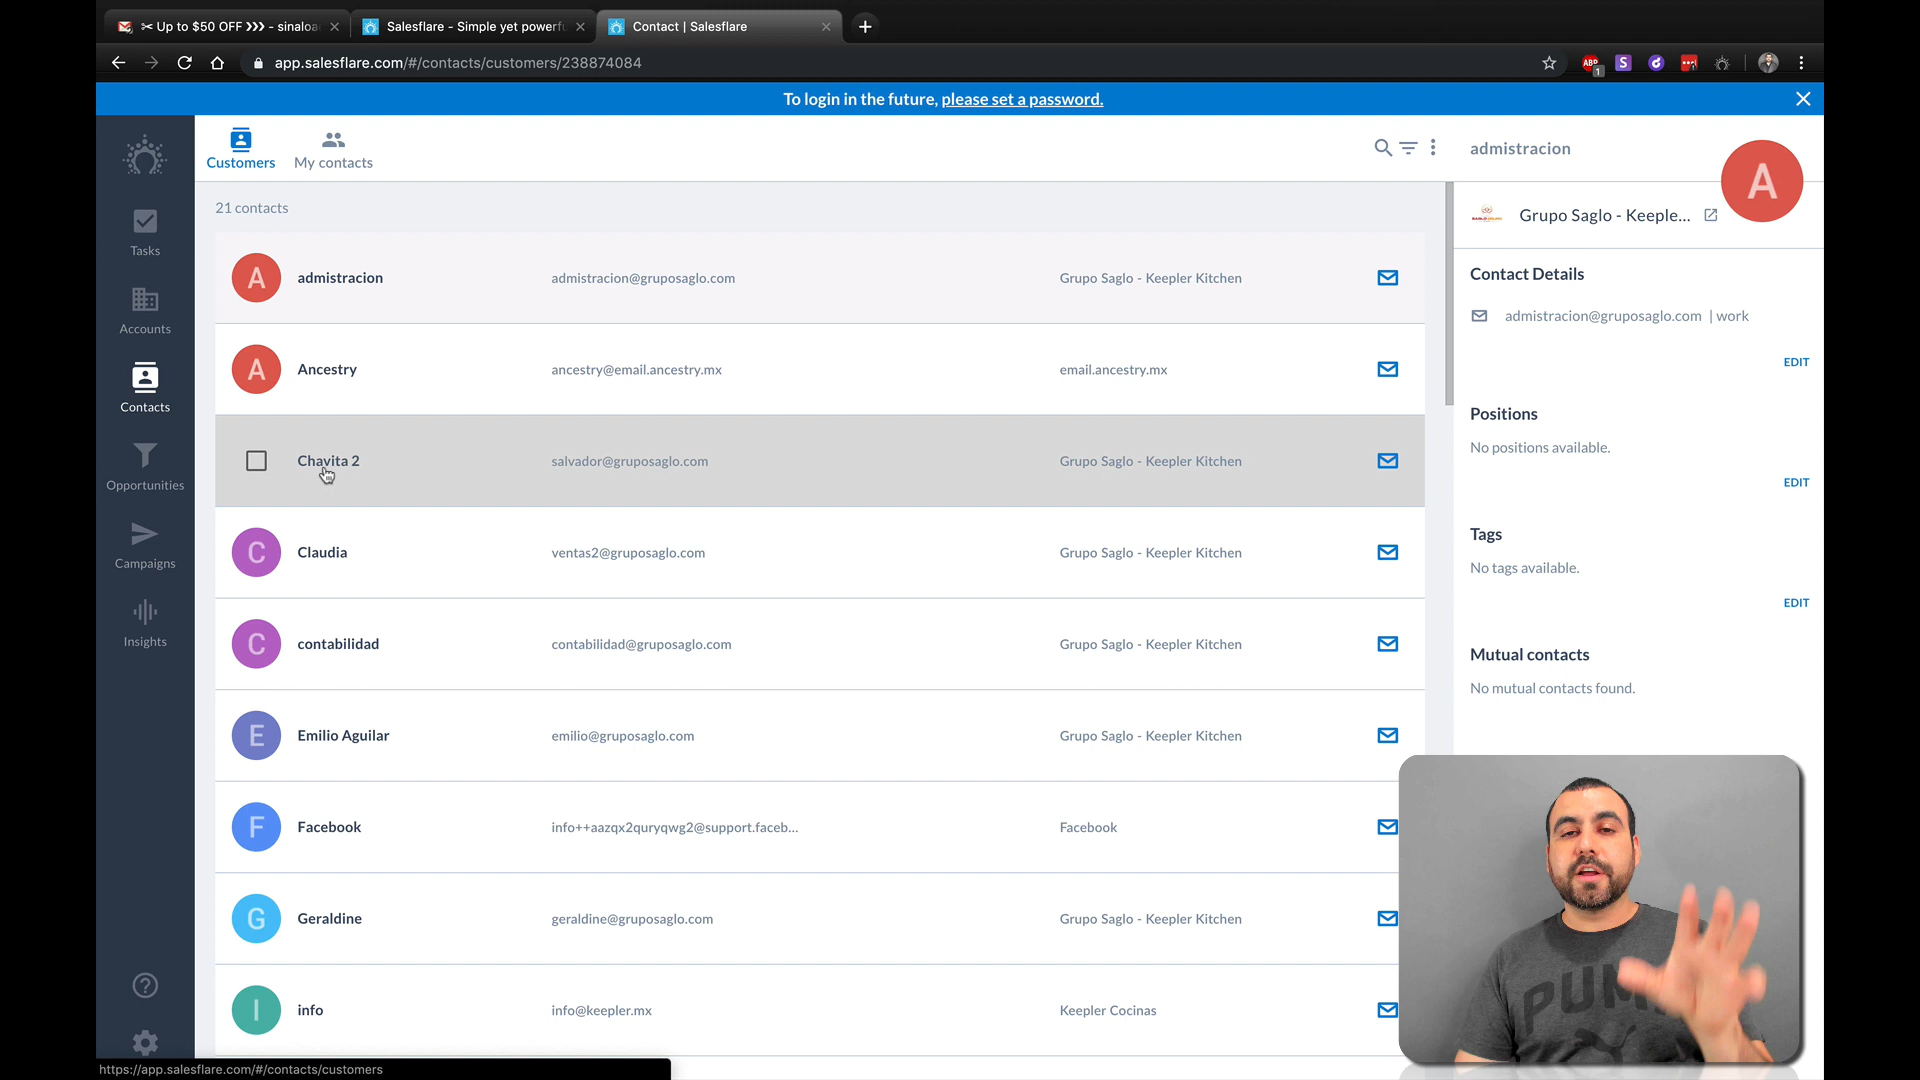 ✂ Up to $50 OFF ⟩⟩⟩ - sinaloa
Salesflare - Simple yet powerf
Contact | Salesflare
app.salesflare.com/#/contacts/customers/238874084
ABP
1
S
To login in the future, please set a password.
Customers
My contacts
admistracion
A
21 contacts
Grupo Saglo - Keeple...
Tasks
Accounts
Contacts
Opportunities
Campaigns
Insights
A
admistracion
admistracion@gruposaglo.com
Grupo Saglo - Keepler Kitchen
A
Ancestry
ancestry@email.ancestry.mx
email.ancestry.mx
Chavita 2
salvador@gruposaglo.com
Grupo Saglo - Keepler Kitchen
C
Claudia
ventas2@gruposaglo.com
Grupo Saglo - Keepler Kitchen
C
contabilidad
contabilidad@gruposaglo.com
Grupo Saglo - Keepler Kitchen
E
Emilio Aguilar
emilio@gruposaglo.com
Grupo Saglo - Keepler Kitchen
F
Facebook
info++aazqx2quryqwg2@support.faceb...
Facebook
G
Geraldine
geraldine@gruposaglo.com
Grupo Saglo - Keepler Kitchen
I
info
info@keepler.mx
Keepler Cocinas
Contact Details
admistracion@gruposaglo.com | work
EDIT
Positions
No positions available.
EDIT
Tags
No tags available.
EDIT
Mutual contacts
No mutual contacts found.
https://app.salesflare.com/#/contacts/customers